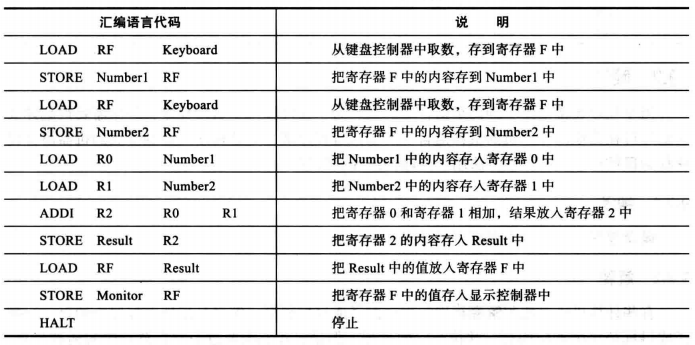 汇编语言代码 说 明
LOAD RF Keyboard 从键盘控制器中取数，存到寄存器 F 中
STORE Number1 RF 把寄存器 F 中的内容存到 Number1 中
LOAD RF Keyboard 从键盘控制器中取数，存到寄存器 F 中
STORE Number2 RF 把寄存器 F 中的内容存到 Number2 中
LOAD R0 Number1 把 Number1 中的内容存入寄存器 0 中
LOAD R1 Number2 把 Number2 中的内容存入寄存器 1 中
ADDI R2 R0 R1 把寄存器 0 和寄存器 1 相加，结果放入寄存器 2 中
STORE Result R2 把寄存器 2 的内容存入 Result 中
LOAD RF Result 把 Result 中的值放入寄存器 F 中
STORE Monitor RF 把寄存器 F 中的值存入显示控制器中
HALT 停止